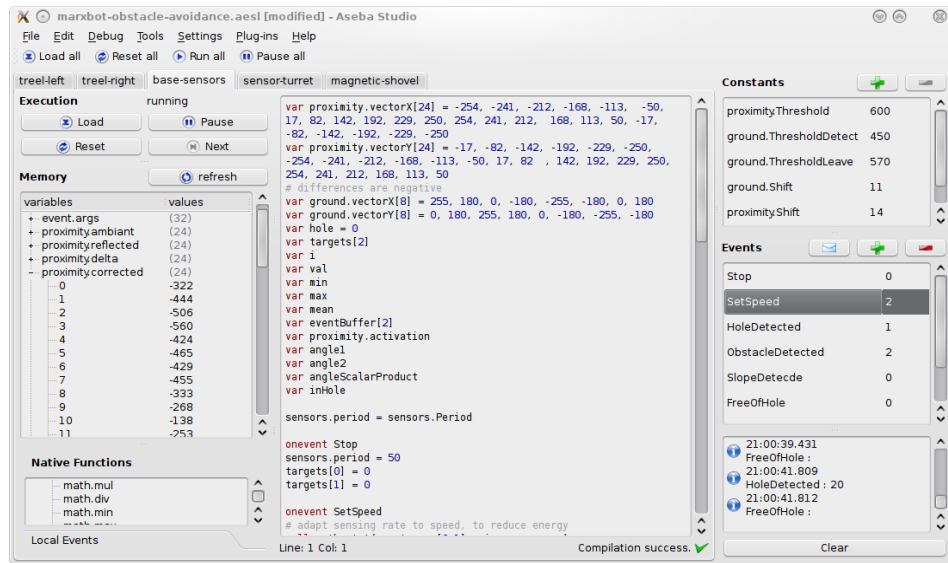 marxbot-obstacle-avoidance.aesl [modified] - Aseba Studio
File Edit Debug Tools Settings Plug-ins Help
Load all Reset all Run all Pause all
treel-left treel-right base-sensors sensor-turret magnetic-shovel
Execution running
Load Pause
Reset Next
Memory refresh
variables values
event.args (32)
proximity.ambiant (24)
proximity.reflected (24)
proximity.delta (24)
proximity.corrected (24)
0 -322
1 -444
2 -506
3 -560
4 -424
5 -465
6 -429
7 -455
8 -333
9 -268
10 -138
11 -253
Native Functions
math.mul
math.div
math.min
Local Events
var proximity.vectorX[24] = -254, -241, -212, -168, -113, -50,
17, 82, 142, 192, 229, 250, 254, 241, 212, 168, 113, 50, -17,
-82, -142, -192, -229, -250
var proximity.vectorY[24] = -17, -82, -142, -192, -229, -250,
-254, -241, -212, -168, -113, -50, 17, 82 , 142, 192, 229, 250,
254, 241, 212, 168, 113, 50
# differences are negative
var ground.vectorX[8] = 255, 180, 0, -180, -255, -180, 0, 180
var ground.vectorY[8] = 0, 180, 255, 180, 0, -180, -255, -180
var hole = 0
var targets[2]
var i
var val
var min
var max
var mean
var eventBuffer[2]
var proximity.activation
var angle1
var angle2
var angleScalarProduct
var inHole
sensors.period = sensors.Period
onevent Stop
sensors.period = 50
targets[0] = 0
targets[1] = 0
onevent SetSpeed
# adapt sensing rate to speed, to reduce energy
Line: 1 Col: 1 Compilation success.
Constants
proximity.Threshold 600
ground.ThresholdDetect 450
ground.ThresholdLeave 570
ground.Shift 11
proximity.Shift 14
Events
Stop 0
SetSpeed 2
HoleDetected 1
ObstacleDetected 2
SlopeDetecde 0
FreeOfHole 0
21:00:39.431
FreeOfHole :
21:00:41.809
HoleDetected : 20
21:00:41.812
FreeOfHole :
Clear